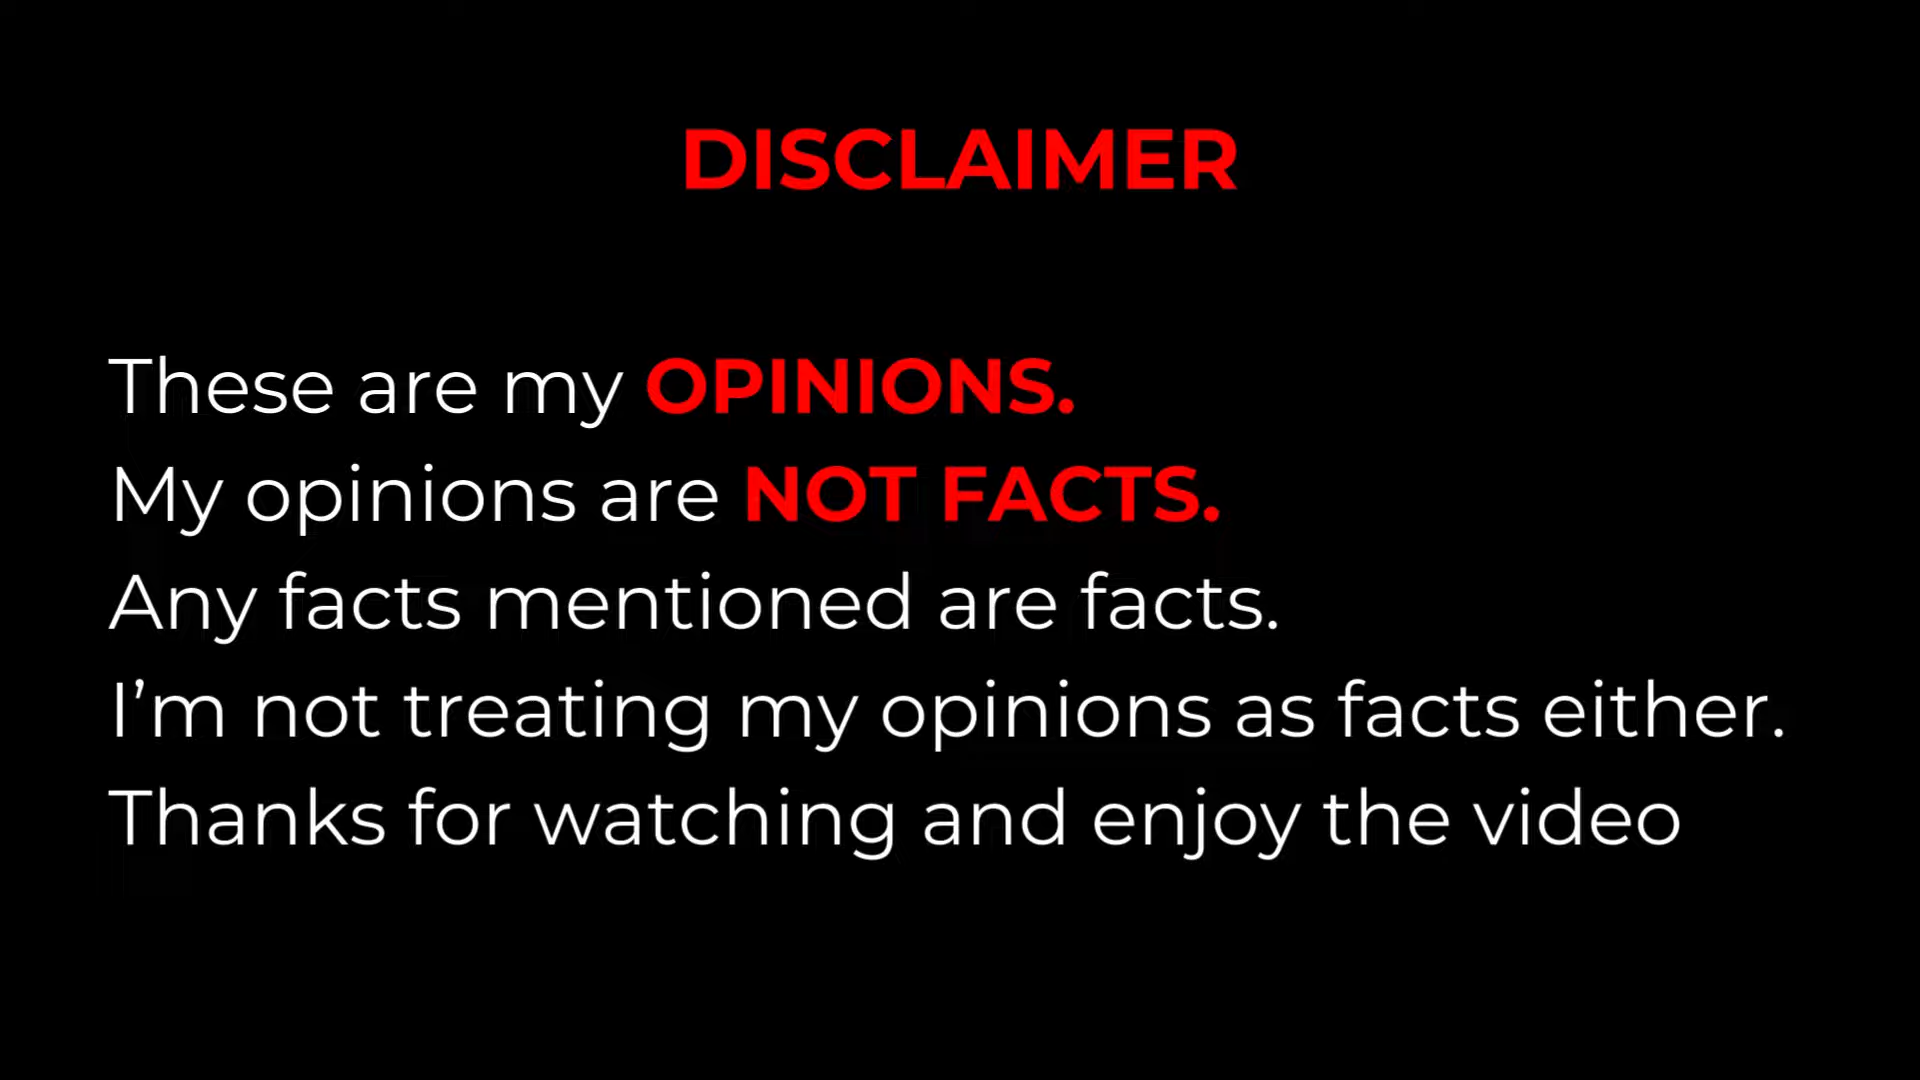 DISCLAIMER
These are my OPINIONS.
My opinions are NOT FACTS.
Any facts mentioned are facts.
I’m not treating my opinions as facts either.
Thanks for watching and enjoy the video